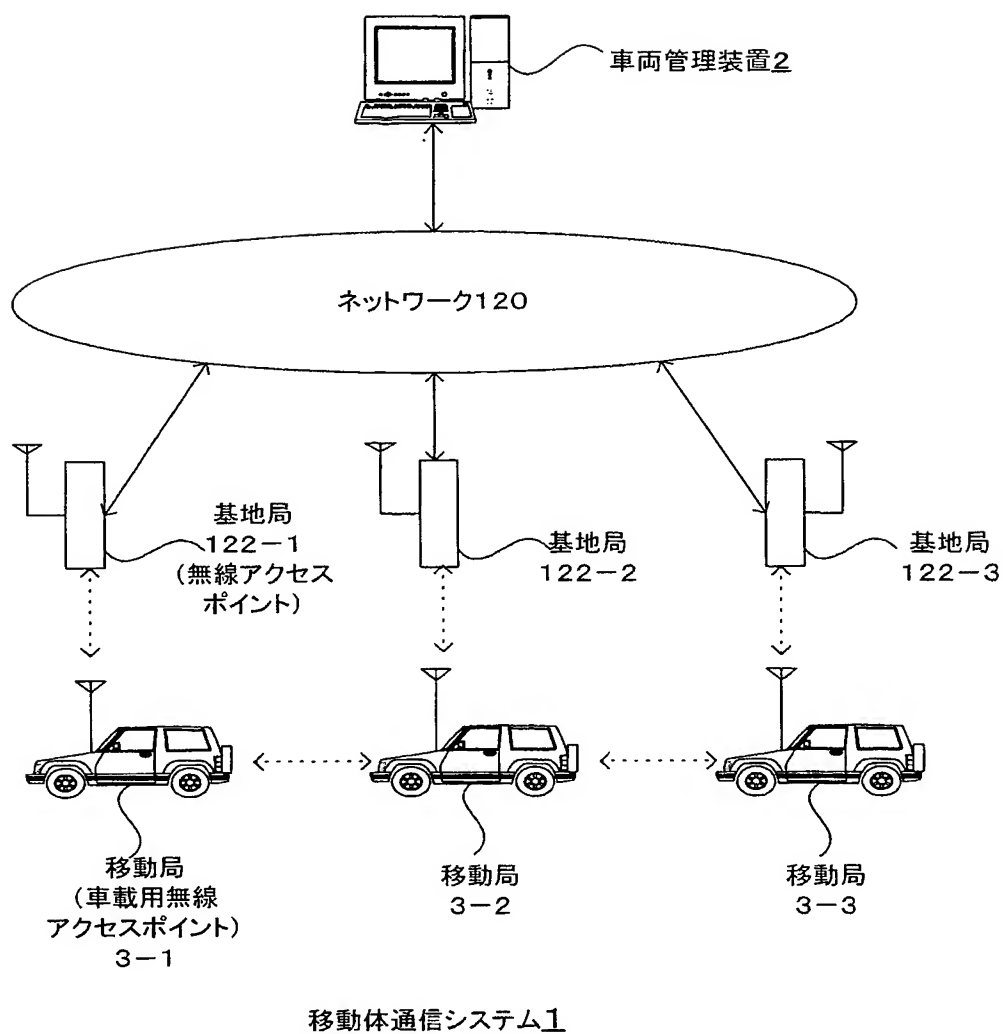 車両管理装置2
ネットワーク120
基地局
122-1
(無線アクセス
ポイント)
基地局
122-2
基地局
122-3
移動局
(車載用無線
アクセスポイント)
3-1
移動局
3-2
移動局
3-3
移動体通信システム1